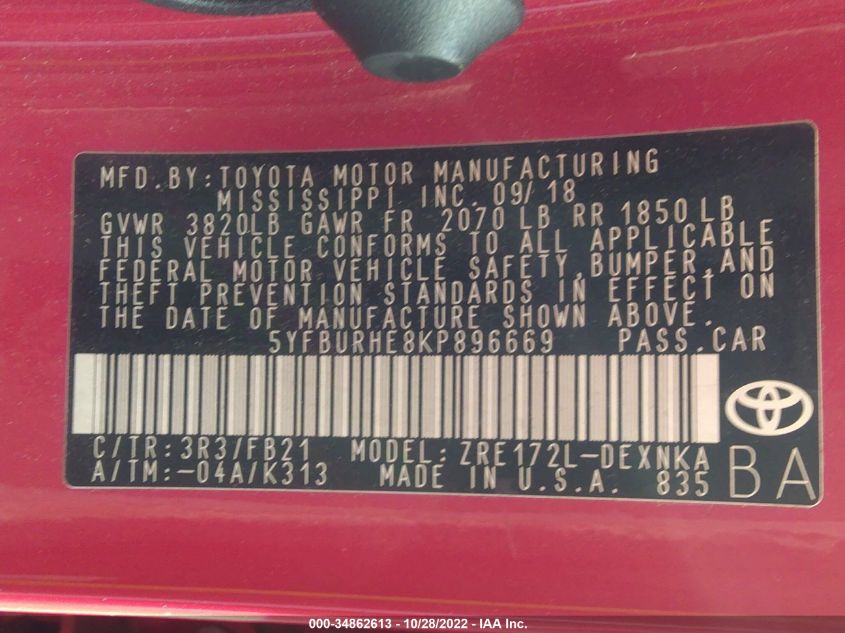 MFD.BY:TOYOTA MOTOR MANUFACTURING
MISSISSIPPI INC. 09/18
GVWR 3820LB GAWR FR 2070 LB RR 1850 LB
THIS VEHICLE CONFORMS TO ALL APPLICABLE
FEDERAL MOTOR VEHICLE SAFETY,BUMPER,AND
THEFT PREVENTION STANDARDS IN EFFECT ON
THE DATE OF MANUFACTURE SHOWN ABOVE.
5YFBURHE8KP896669 PASS.CAR
C/TR:3R3/FB21 MODEL:ZRE172L-DEXNKA
A/TM:-04A/K313 MADE IN U.S.A. 835 BA
000-34862613 - 10/28/2022 - IAA Inc.